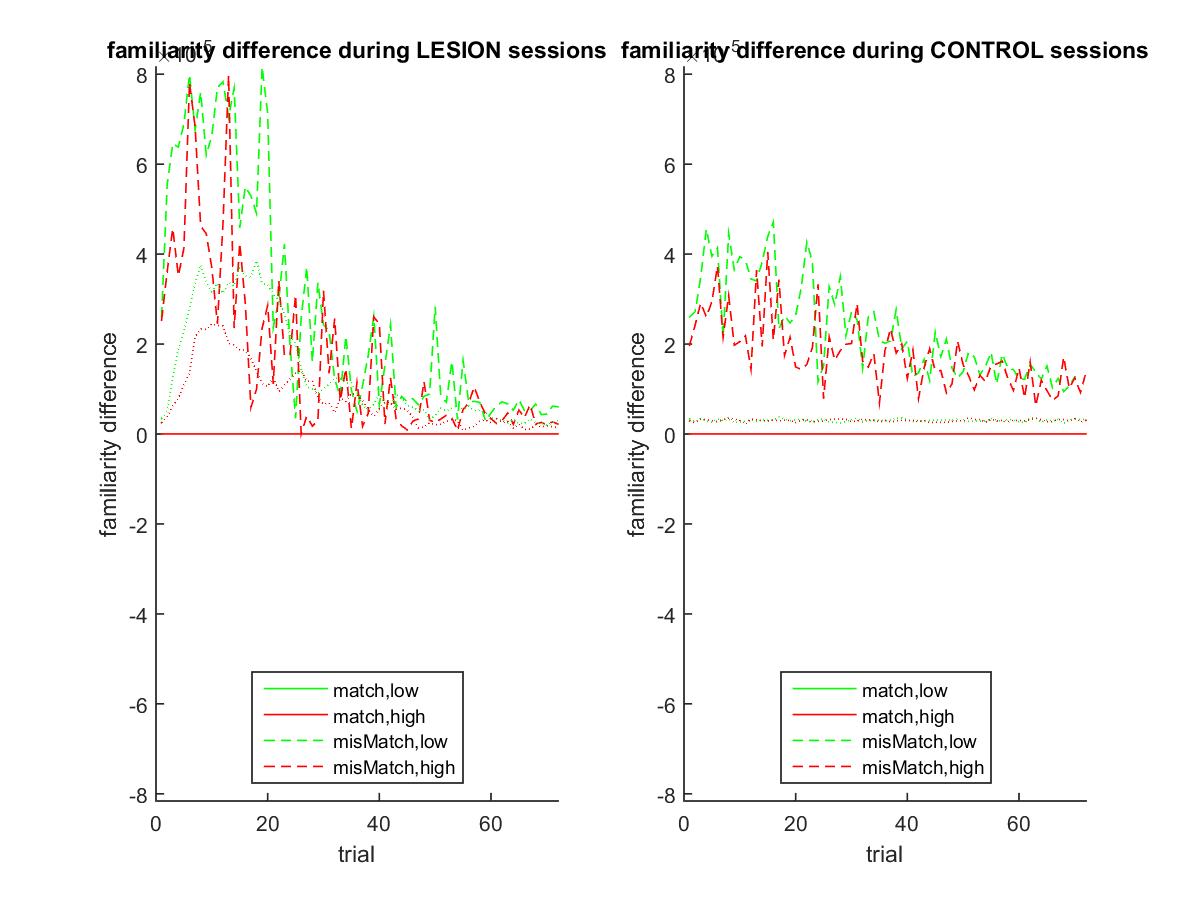 familiarity difference during LESION sessions
8
6
4
2
0
-2
-4
-6
-8
familiarity difference
0 20 40 60
trial
match,low
match,high
misMatch,low
misMatch,high
familiarity difference during CONTROL sessions
8
6
4
2
0
-2
-4
-6
-8
familiarity difference
0 20 40 60
trial
match,low
match,high
misMatch,low
misMatch,high